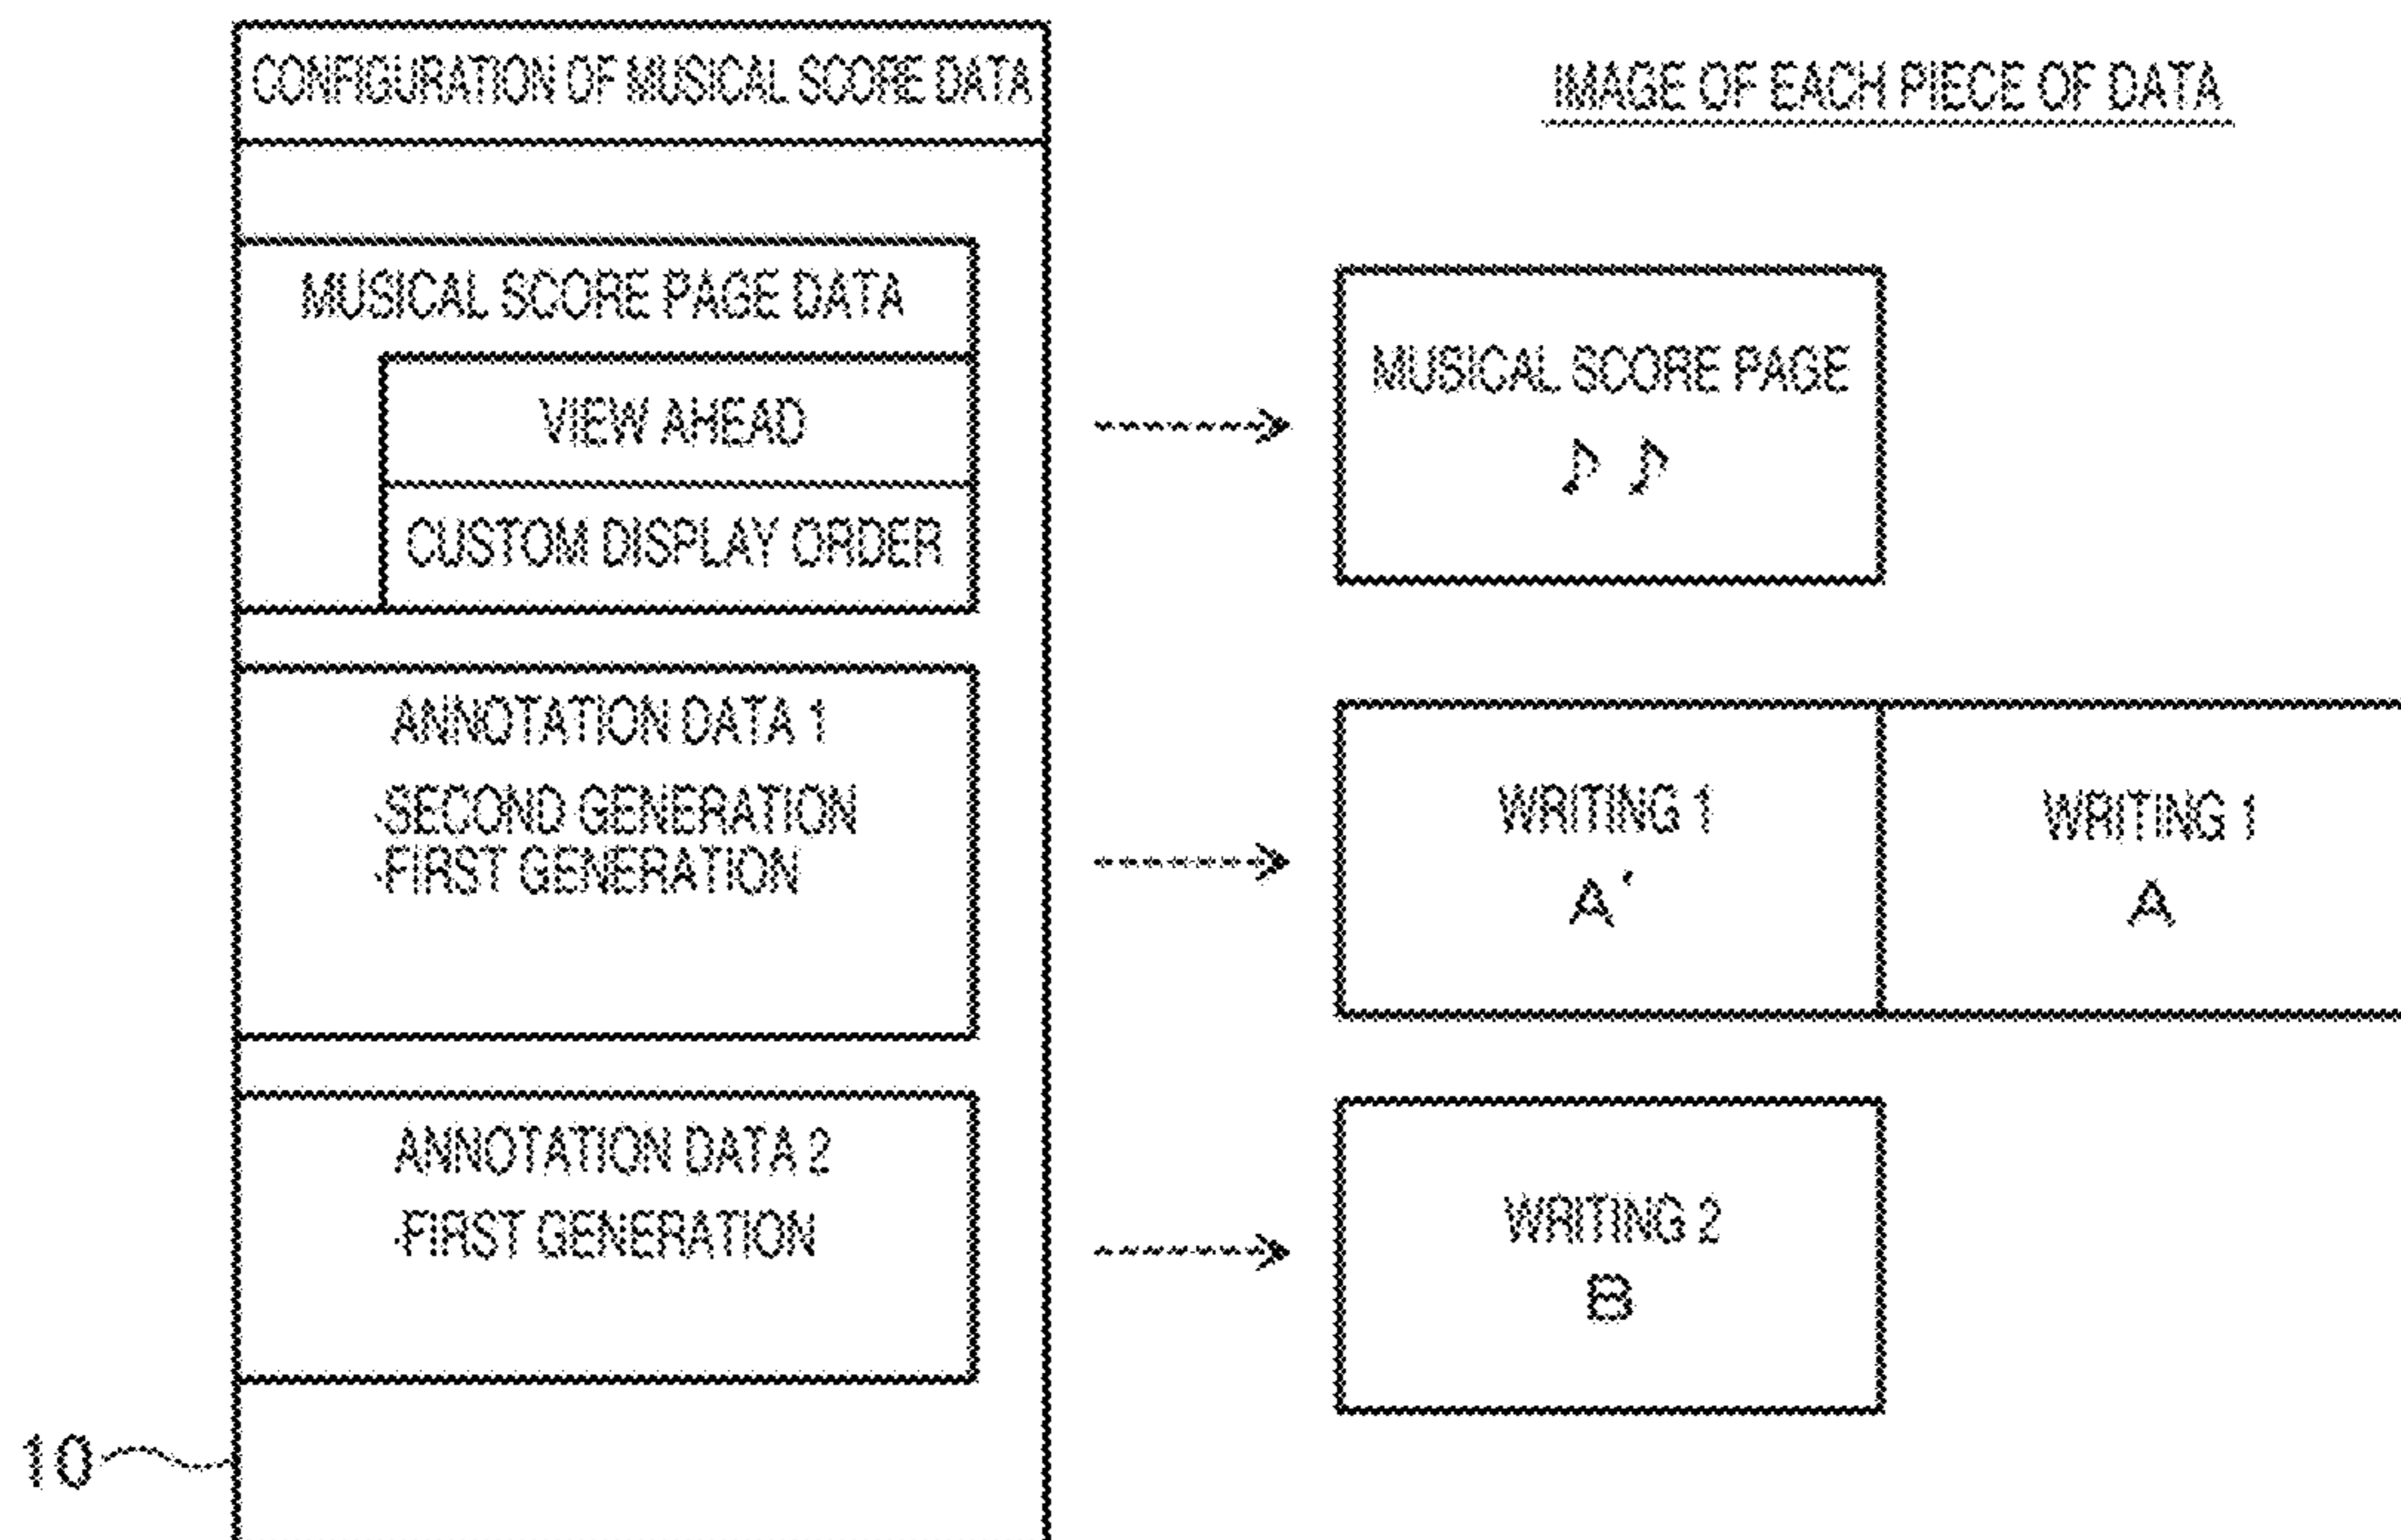 CONFIGURATION OF MUSICAL SCORE DATA
IMAGE OF EACH PIECE OF DATA
MUSICAL SCORE PAGE DATA
VIEW AHEAD
CUSTOM DISPLAY ORDER
MUSICAL SCORE PAGE
♪ ♪
ANNOTATION DATA 1
·SECOND GENERATION
·FIRST GENERATION
WRITING 1
A'
WRITING 1
A
ANNOTATION DATA 2
·FIRST GENERATION
WRITING 2
B
10